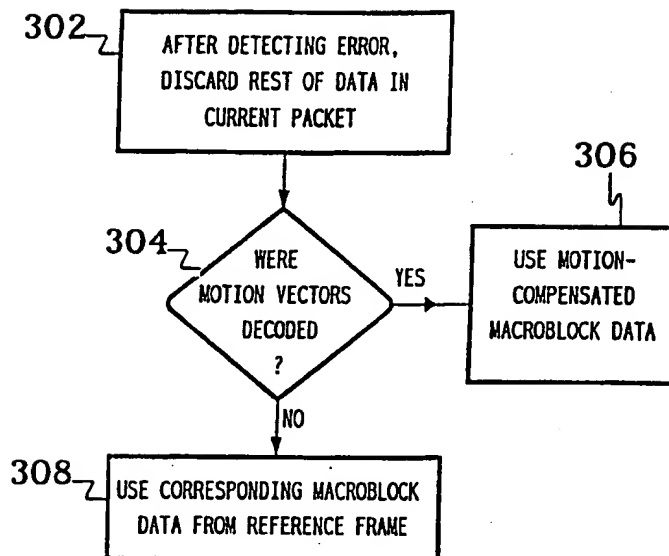 302
AFTER DETECTING ERROR,
DISCARD REST OF DATA IN
CURRENT PACKET
306
304
WERE
MOTION VECTORS
DECODED
?
YES
USE MOTION-
COMPENSATED
MACROBLOCK DATA
NO
308
USE CORRESPONDING MACROBLOCK
DATA FROM REFERENCE FRAME